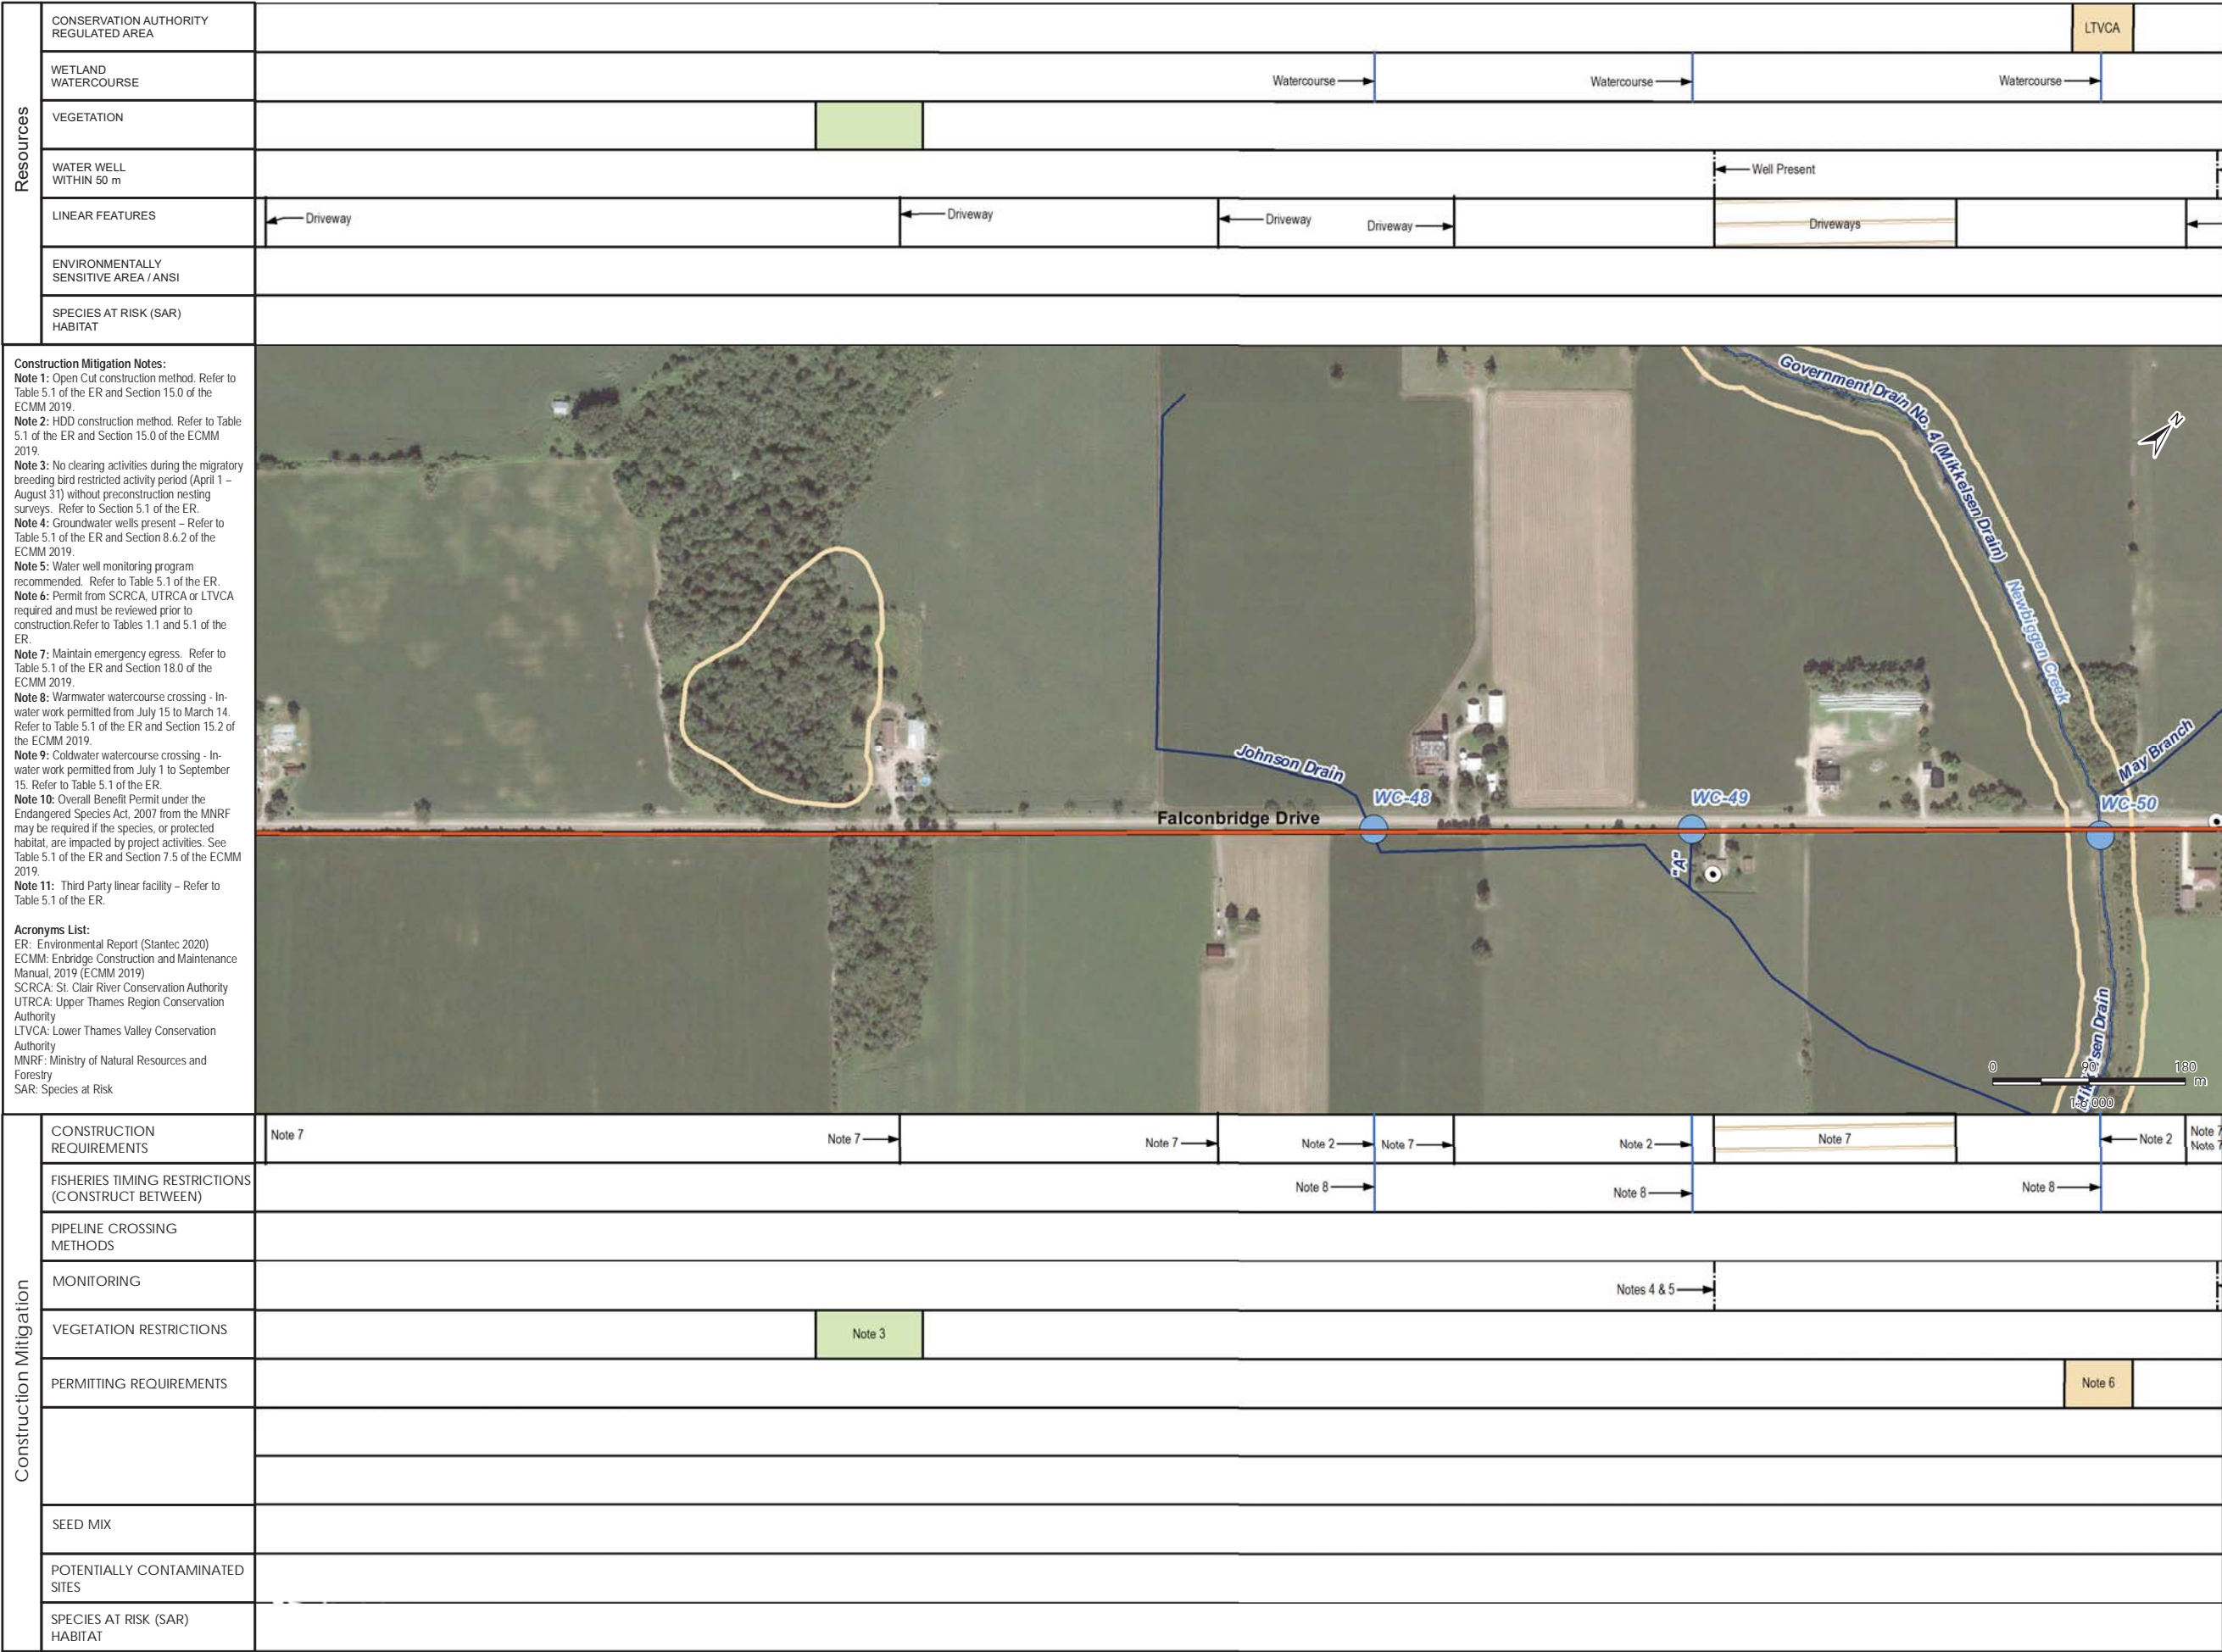 Resources
CONSERVATION AUTHORITY
REGULATED AREA
LTVCA
WETLAND
WATERCOURSE
Watercourse
Watercourse
Watercourse
VEGETATION
WATER WELL
WITHIN 50 m
Well Present
LINEAR FEATURES
Driveway
Driveway
Driveway
Driveway
Driveways
ENVIRONMENTALLY
SENSITIVE AREA / ANSI
SPECIES AT RISK (SAR)
HABITAT
Construction Mitigation Notes:
Note 1: Open Cut construction method. Refer to
Table 5.1 of the ER and Section 15.0 of the
ECMM 2019.
Note 2: HDD construction method. Refer to Table
5.1 of the ER and Section 15.0 of the ECMM
2019.
Note 3: No clearing activities during the migratory
breeding bird restricted activity period (April 1 –
August 31) without preconstruction nesting
surveys. Refer to Section 5.1 of the ER.
Note 4: Groundwater wells present – Refer to
Table 5.1 of the ER and Section 8.6.2 of the
ECMM 2019.
Note 5: Water well monitoring program
recommended. Refer to Table 5.1 of the ER.
Note 6: Permit from SCRCA, UTRCA or LTVCA
required and must be reviewed prior to
construction.Refer to Tables 1.1 and 5.1 of the
ER.
Note 7: Maintain emergency egress. Refer to
Table 5.1 of the ER and Section 18.0 of the
ECMM 2019.
Note 8: Warmwater watercourse crossing - In-
water work permitted from July 15 to March 14.
Refer to Table 5.1 of the ER and Section 15.2 of
the ECMM 2019.
Note 9: Coldwater watercourse crossing - In-
water work permitted from July 1 to September
15. Refer to Table 5.1 of the ER.
Note 10: Overall Benefit Permit under the
Endangered Species Act, 2007 from the MNRF
may be required if the species, or protected
habitat, are impacted by project activities. See
Table 5.1 of the ER and Section 7.5 of the ECMM
2019.
Note 11: Third Party linear facility – Refer to
Table 5.1 of the ER.
Acronyms List:
ER: Environmental Report (Stantec 2020)
ECMM: Enbridge Construction and Maintenance
Manual, 2019 (ECMM 2019)
SCRCA: St. Clair River Conservation Authority
UTRCA: Upper Thames Region Conservation
Authority
LTVCA: Lower Thames Valley Conservation
Authority
MNRF: Ministry of Natural Resources and
Forestry
SAR: Species at Risk
Government Drain No. 4 (Mikkelsen Drain)
N
Newbiggen Creek
May Branch
Johnson Drain
WC-48
WC-49
WC-50
Falconbridge Drive
"A"
sen Drain
0 90 180
m
Construction Mitigation
CONSTRUCTION
REQUIREMENTS
Note 7
Note 7
Note 7
Note 2
Note 7
Note 2
Note 7
Note 2
Note 7
Note 7
FISHERIES TIMING RESTRICTIONS
(CONSTRUCT BETWEEN)
Note 8
Note 8
Note 8
PIPELINE CROSSING
METHODS
MONITORING
Notes 4 & 5
VEGETATION RESTRICTIONS
Note 3
PERMITTING REQUIREMENTS
Note 6
SEED MIX
POTENTIALLY CONTAMINATED
SITES
SPECIES AT RISK (SAR)
HABITAT